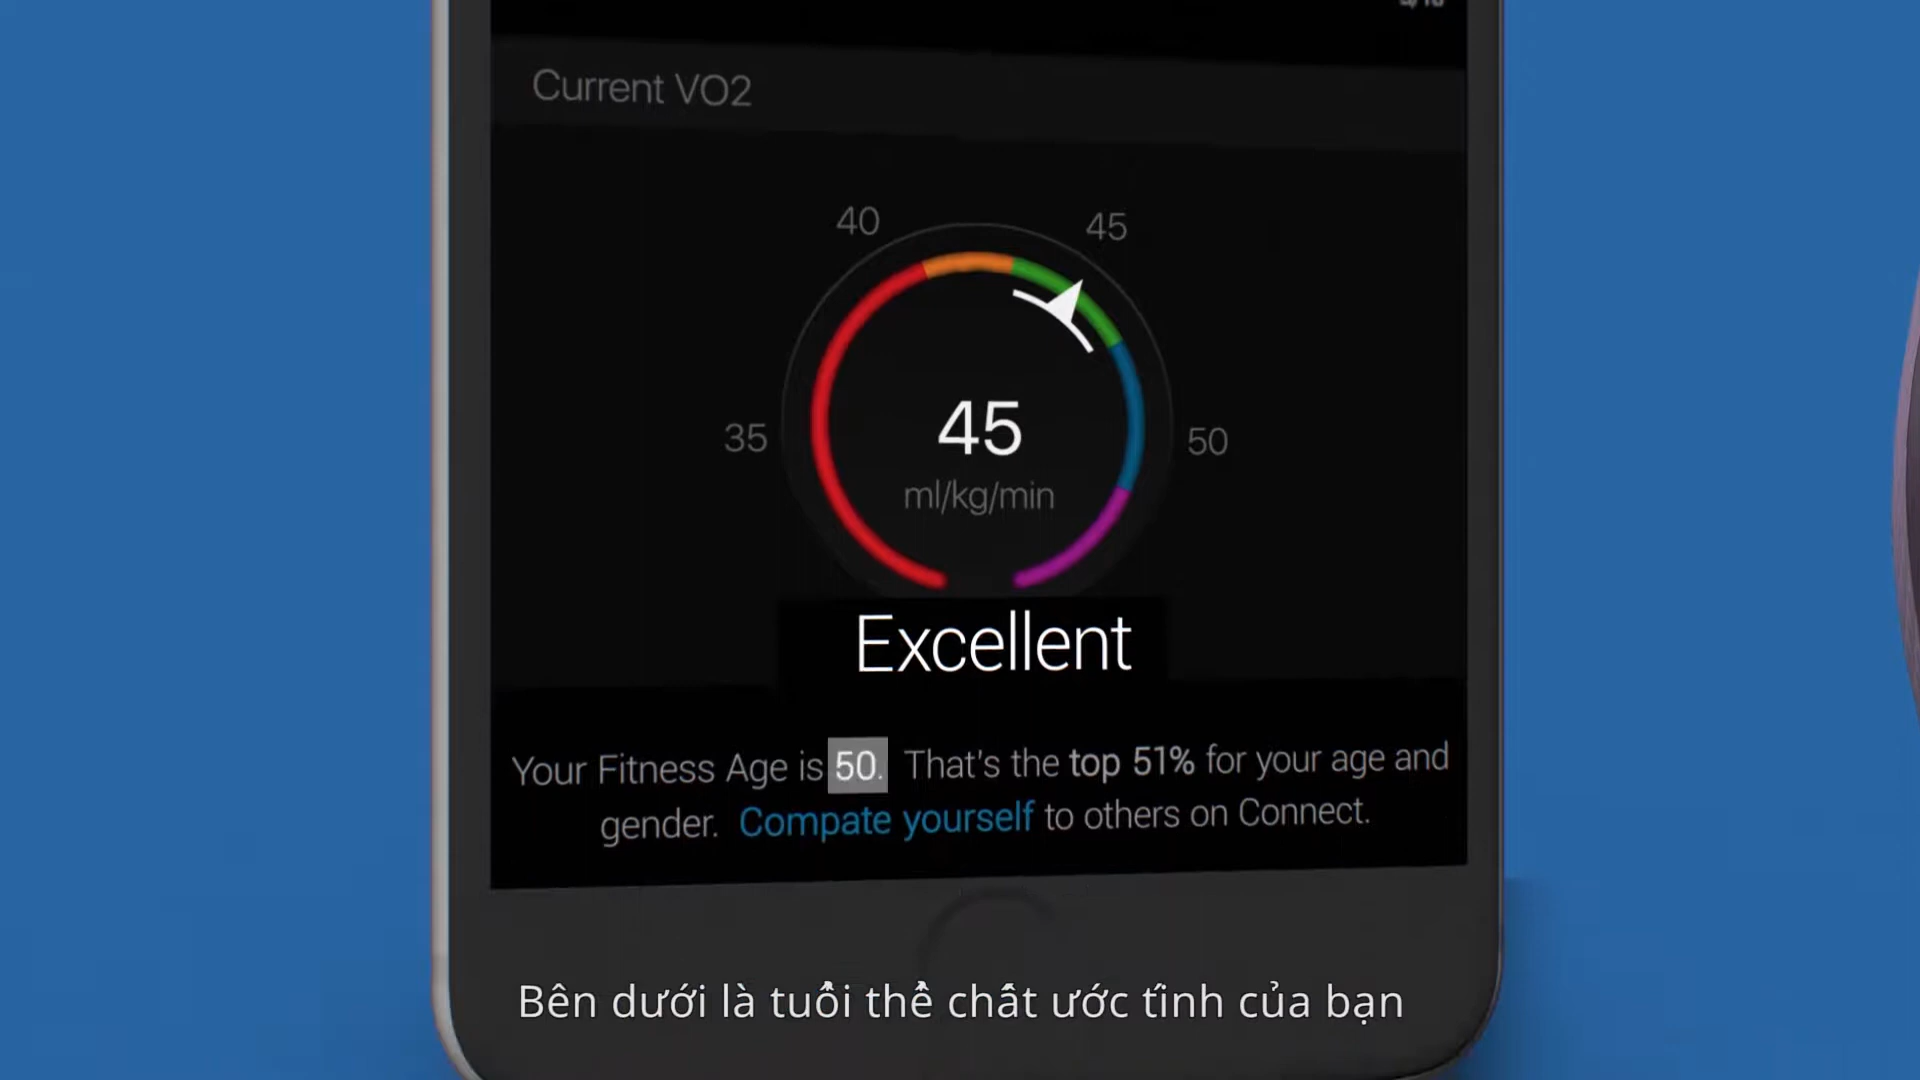 Current VO2
40
45
35
45
50
ml/kg/min
Excellent
Your Fitness Age is 50. That's the top 51% for your age and
gender. Compate yourself to others on Connect.
Bên dưới là tuổi thể chất ước tính của bạn